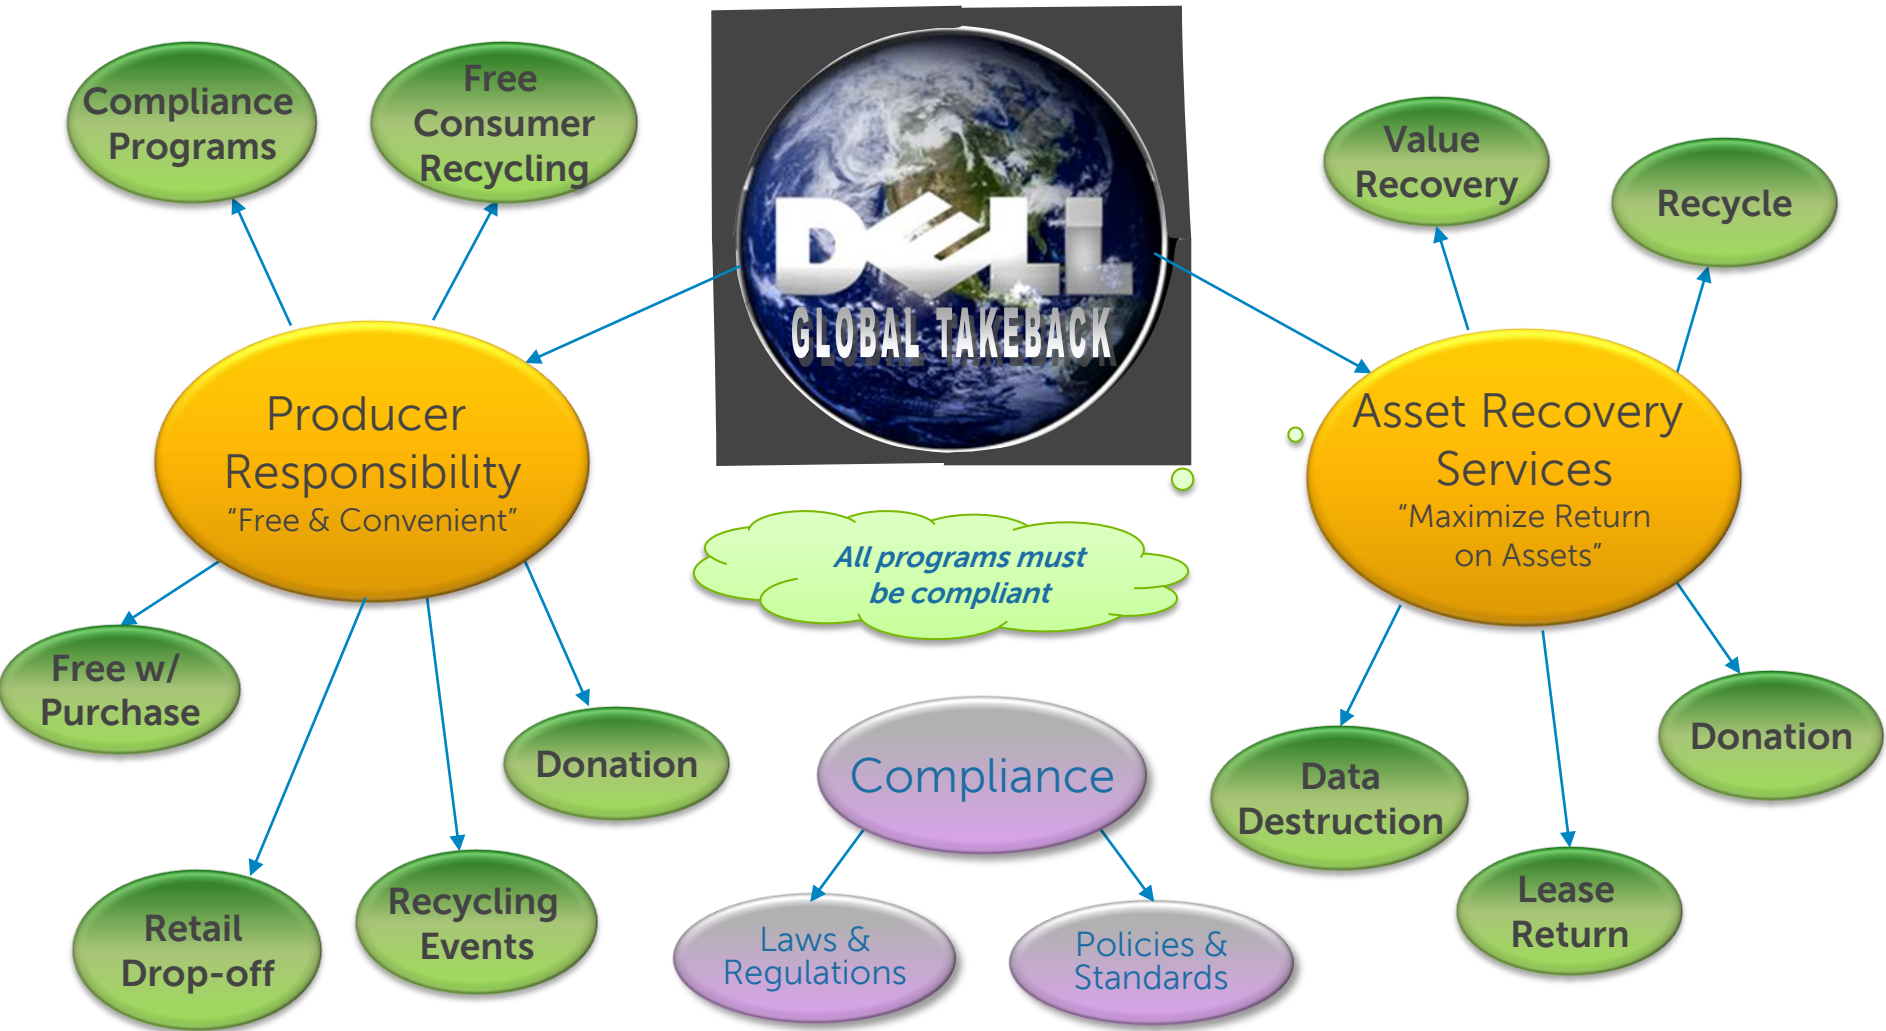 Compliance
Programs
Free
Consumer
Recycling
DELL
GLOBAL TAKEBACK
Value
Recovery
Recycle
Producer
Responsibility
“Free & Convenient”
Asset Recovery
Services
“Maximize Return
on Assets”
All programs must
be compliant
Free w/
Purchase
Donation
Retail
Drop-off
Recycling
Events
Compliance
Laws &
Regulations
Policies &
Standards
Data
Destruction
Lease
Return
Donation